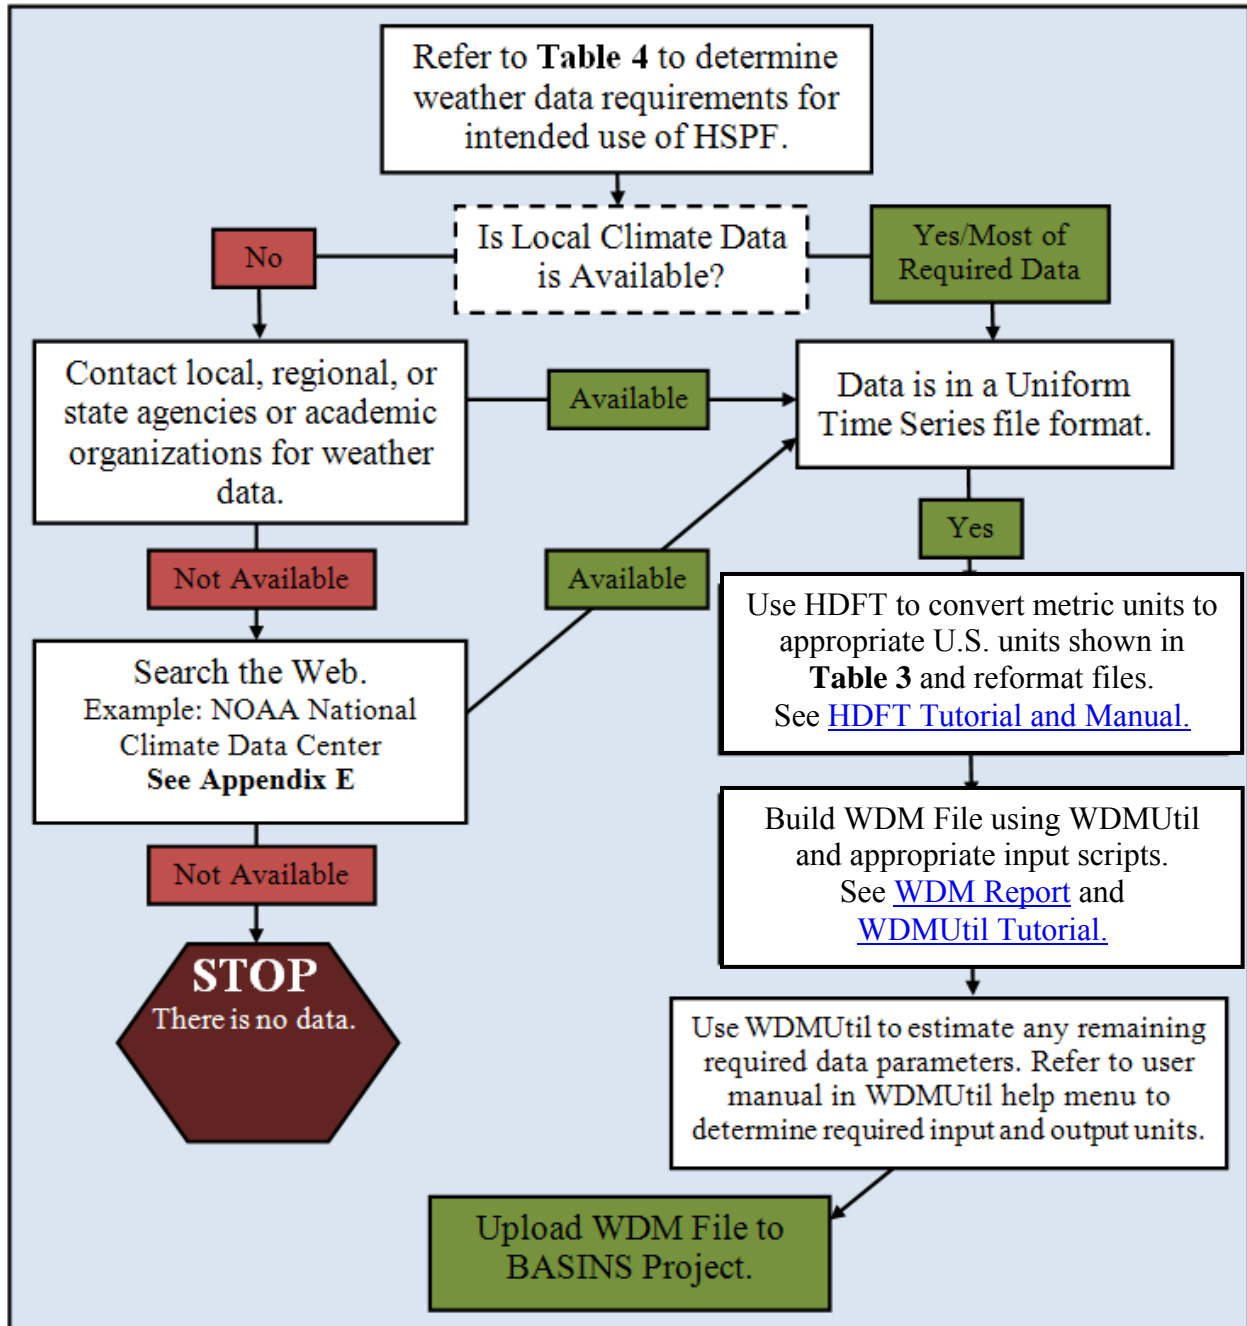 Refer to Table 4 to determine
weather data requirements for
intended use of HSPF.
Is Local Climate Data
is Available?
No
Yes/Most of
Required Data
Contact local, regional, or
state agencies or academic
organizations for weather
data.
Available
Data is in a Uniform
Time Series file format.
Yes
Not Available
Available
Search the Web.
Example: NOAA National
Climate Data Center
See Appendix E
Use HDFT to convert metric units to
appropriate U.S. units shown in
Table 3 and reformat files.
See HDFT Tutorial and Manual.
Not Available
Build WDM File using WDMUtil
and appropriate input scripts.
See WDM Report and
WDMUtil Tutorial.
STOP
There is no data.
Use WDMUtil to estimate any remaining
required data parameters. Refer to user
manual in WDMUtil help menu to
determine required input and output units.
Upload WDM File to
BASINS Project.